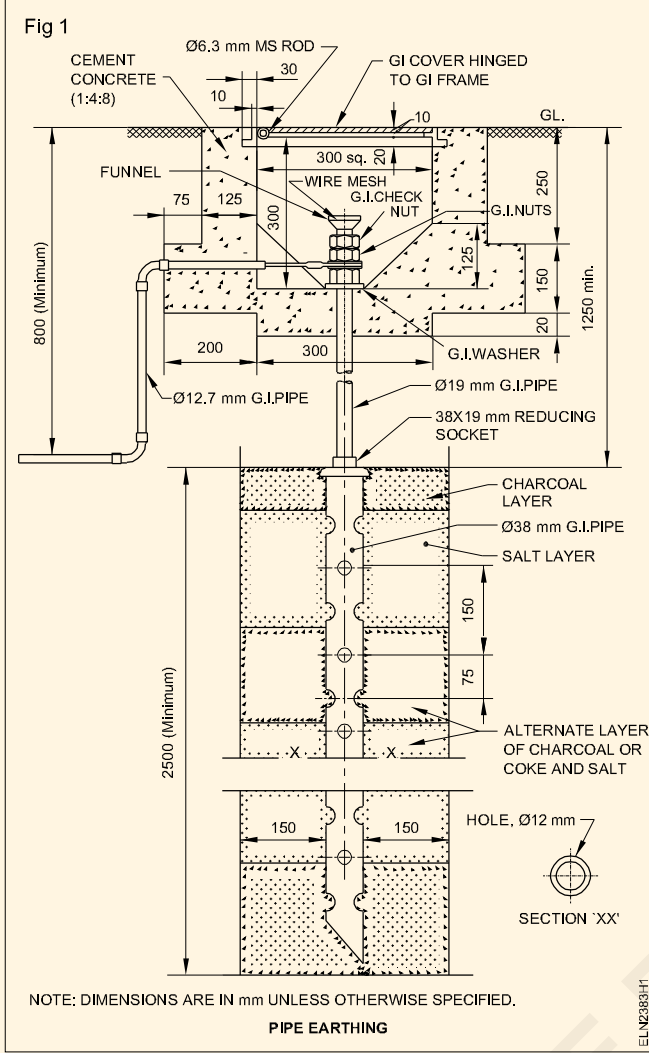 Fig 1
Ø6.3 mm MS ROD
CEMENT
CONCRETE
(1:4:8)
30
10
GI COVER HINGED
TO GI FRAME
10
GL.
300 sq.
20
FUNNEL
WIRE MESH
G.I.CHECK
NUT
G.I.NUTS
75
125
300
250
125
150
20
800 (Minimum)
1250 min.
200
300
G.I.WASHER
Ø12.7 mm G.I.PIPE
Ø19 mm G.I.PIPE
38X19 mm REDUCING
SOCKET
CHARCOAL
LAYER
Ø38 mm G.I.PIPE
SALT LAYER
150
75
2500 (Minimum)
ALTERNATE LAYER
OF CHARCOAL OR
COKE AND SALT
X X
150 150
HOLE, Ø12 mm
SECTION `XX'
NOTE: DIMENSIONS ARE IN mm UNLESS OTHERWISE SPECIFIED.
PIPE EARTHING
ELN2383H1